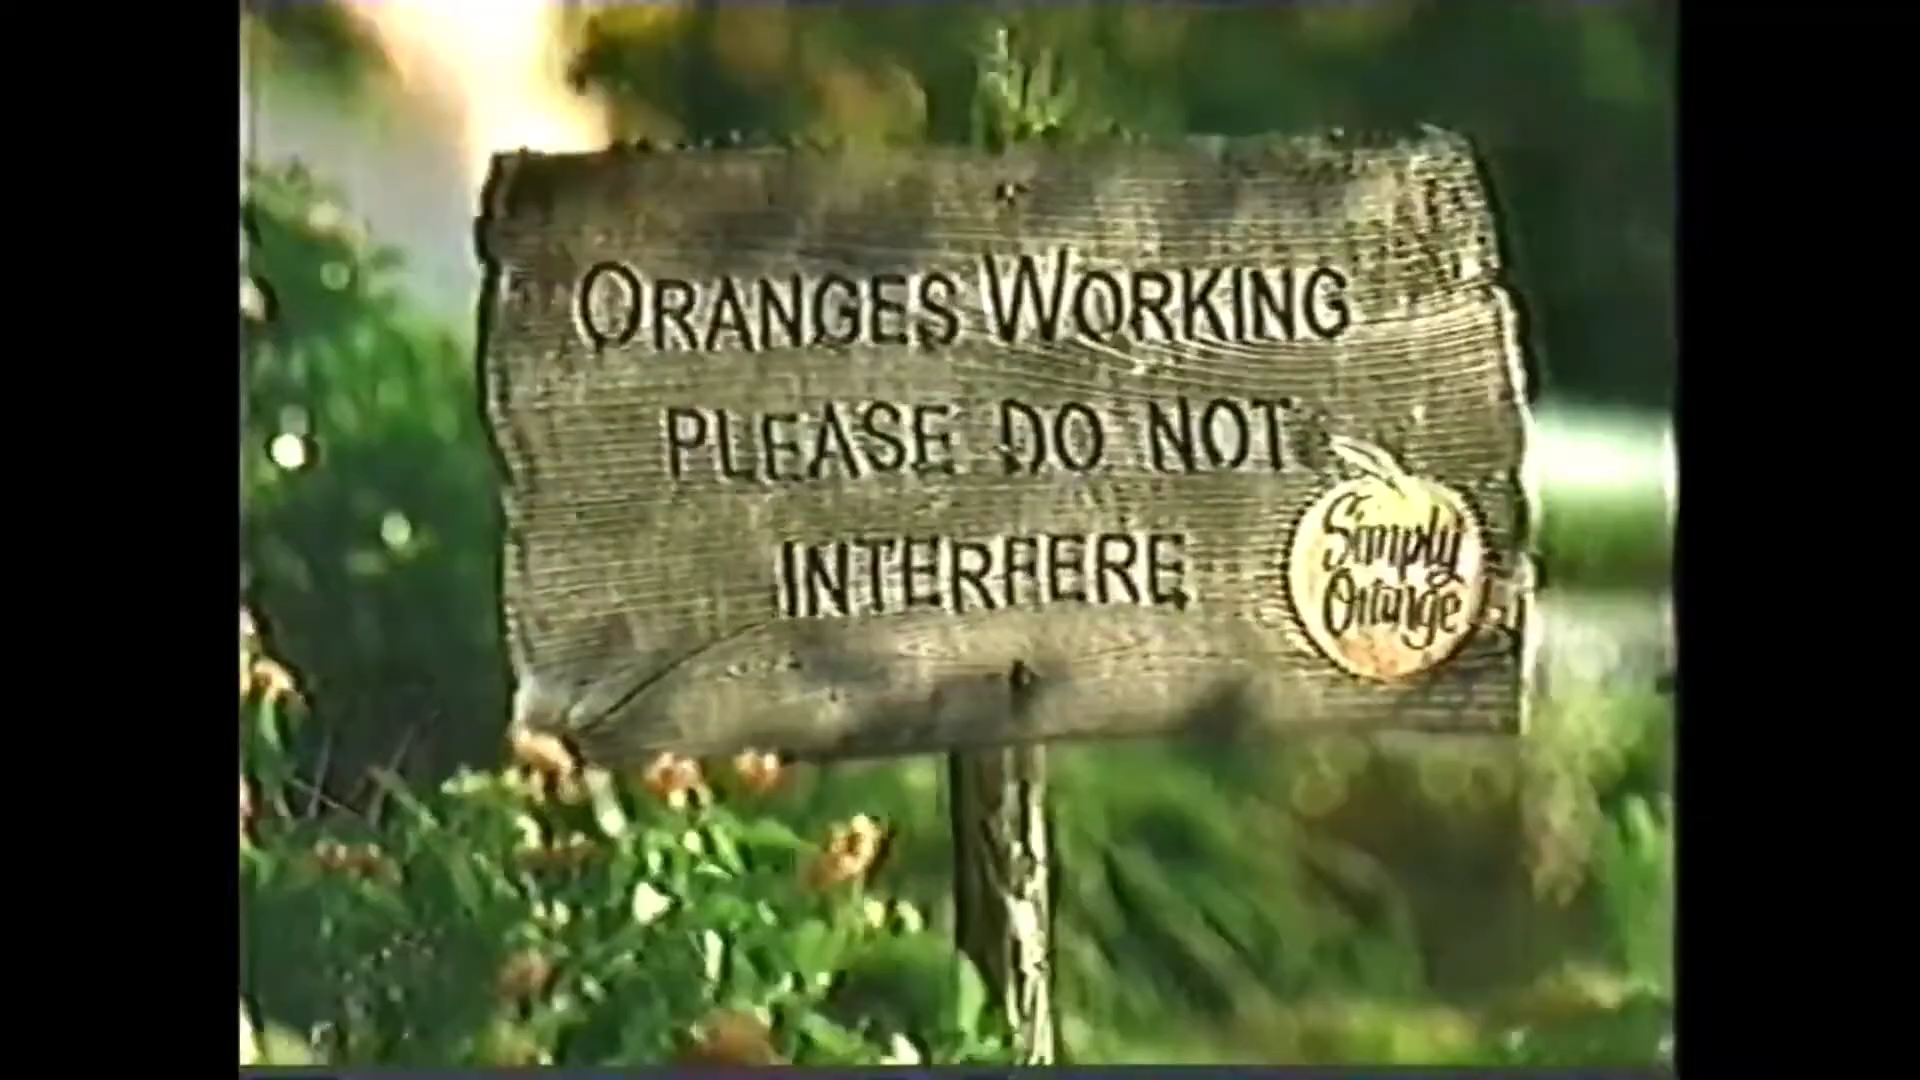 ORANGES WORKING
PLEASE DO NOT
INTERFERE
Simply
Orange